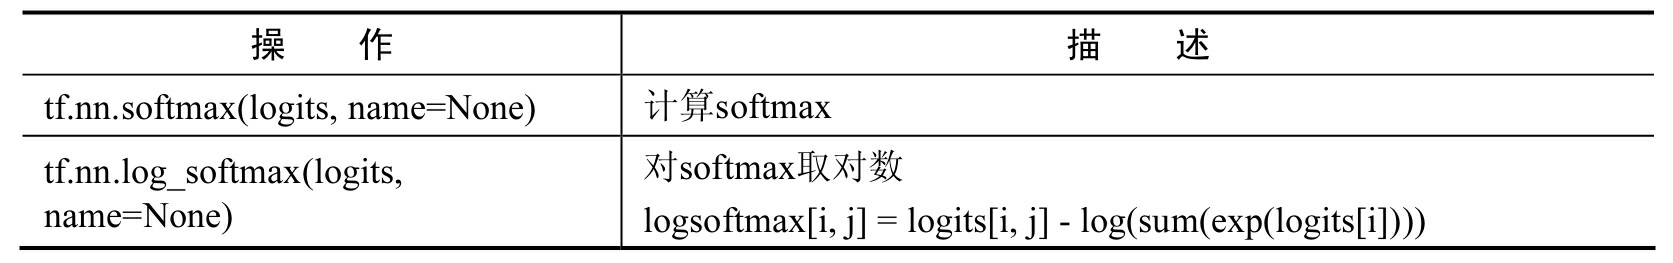 操 作
描 述
tf.nn.softmax(logits, name=None)
计算softmax
tf.nn.log_softmax(logits,
name=None)
对softmax取对数
logsoftmax[i, j] = logits[i, j] - log(sum(exp(logits[i])))